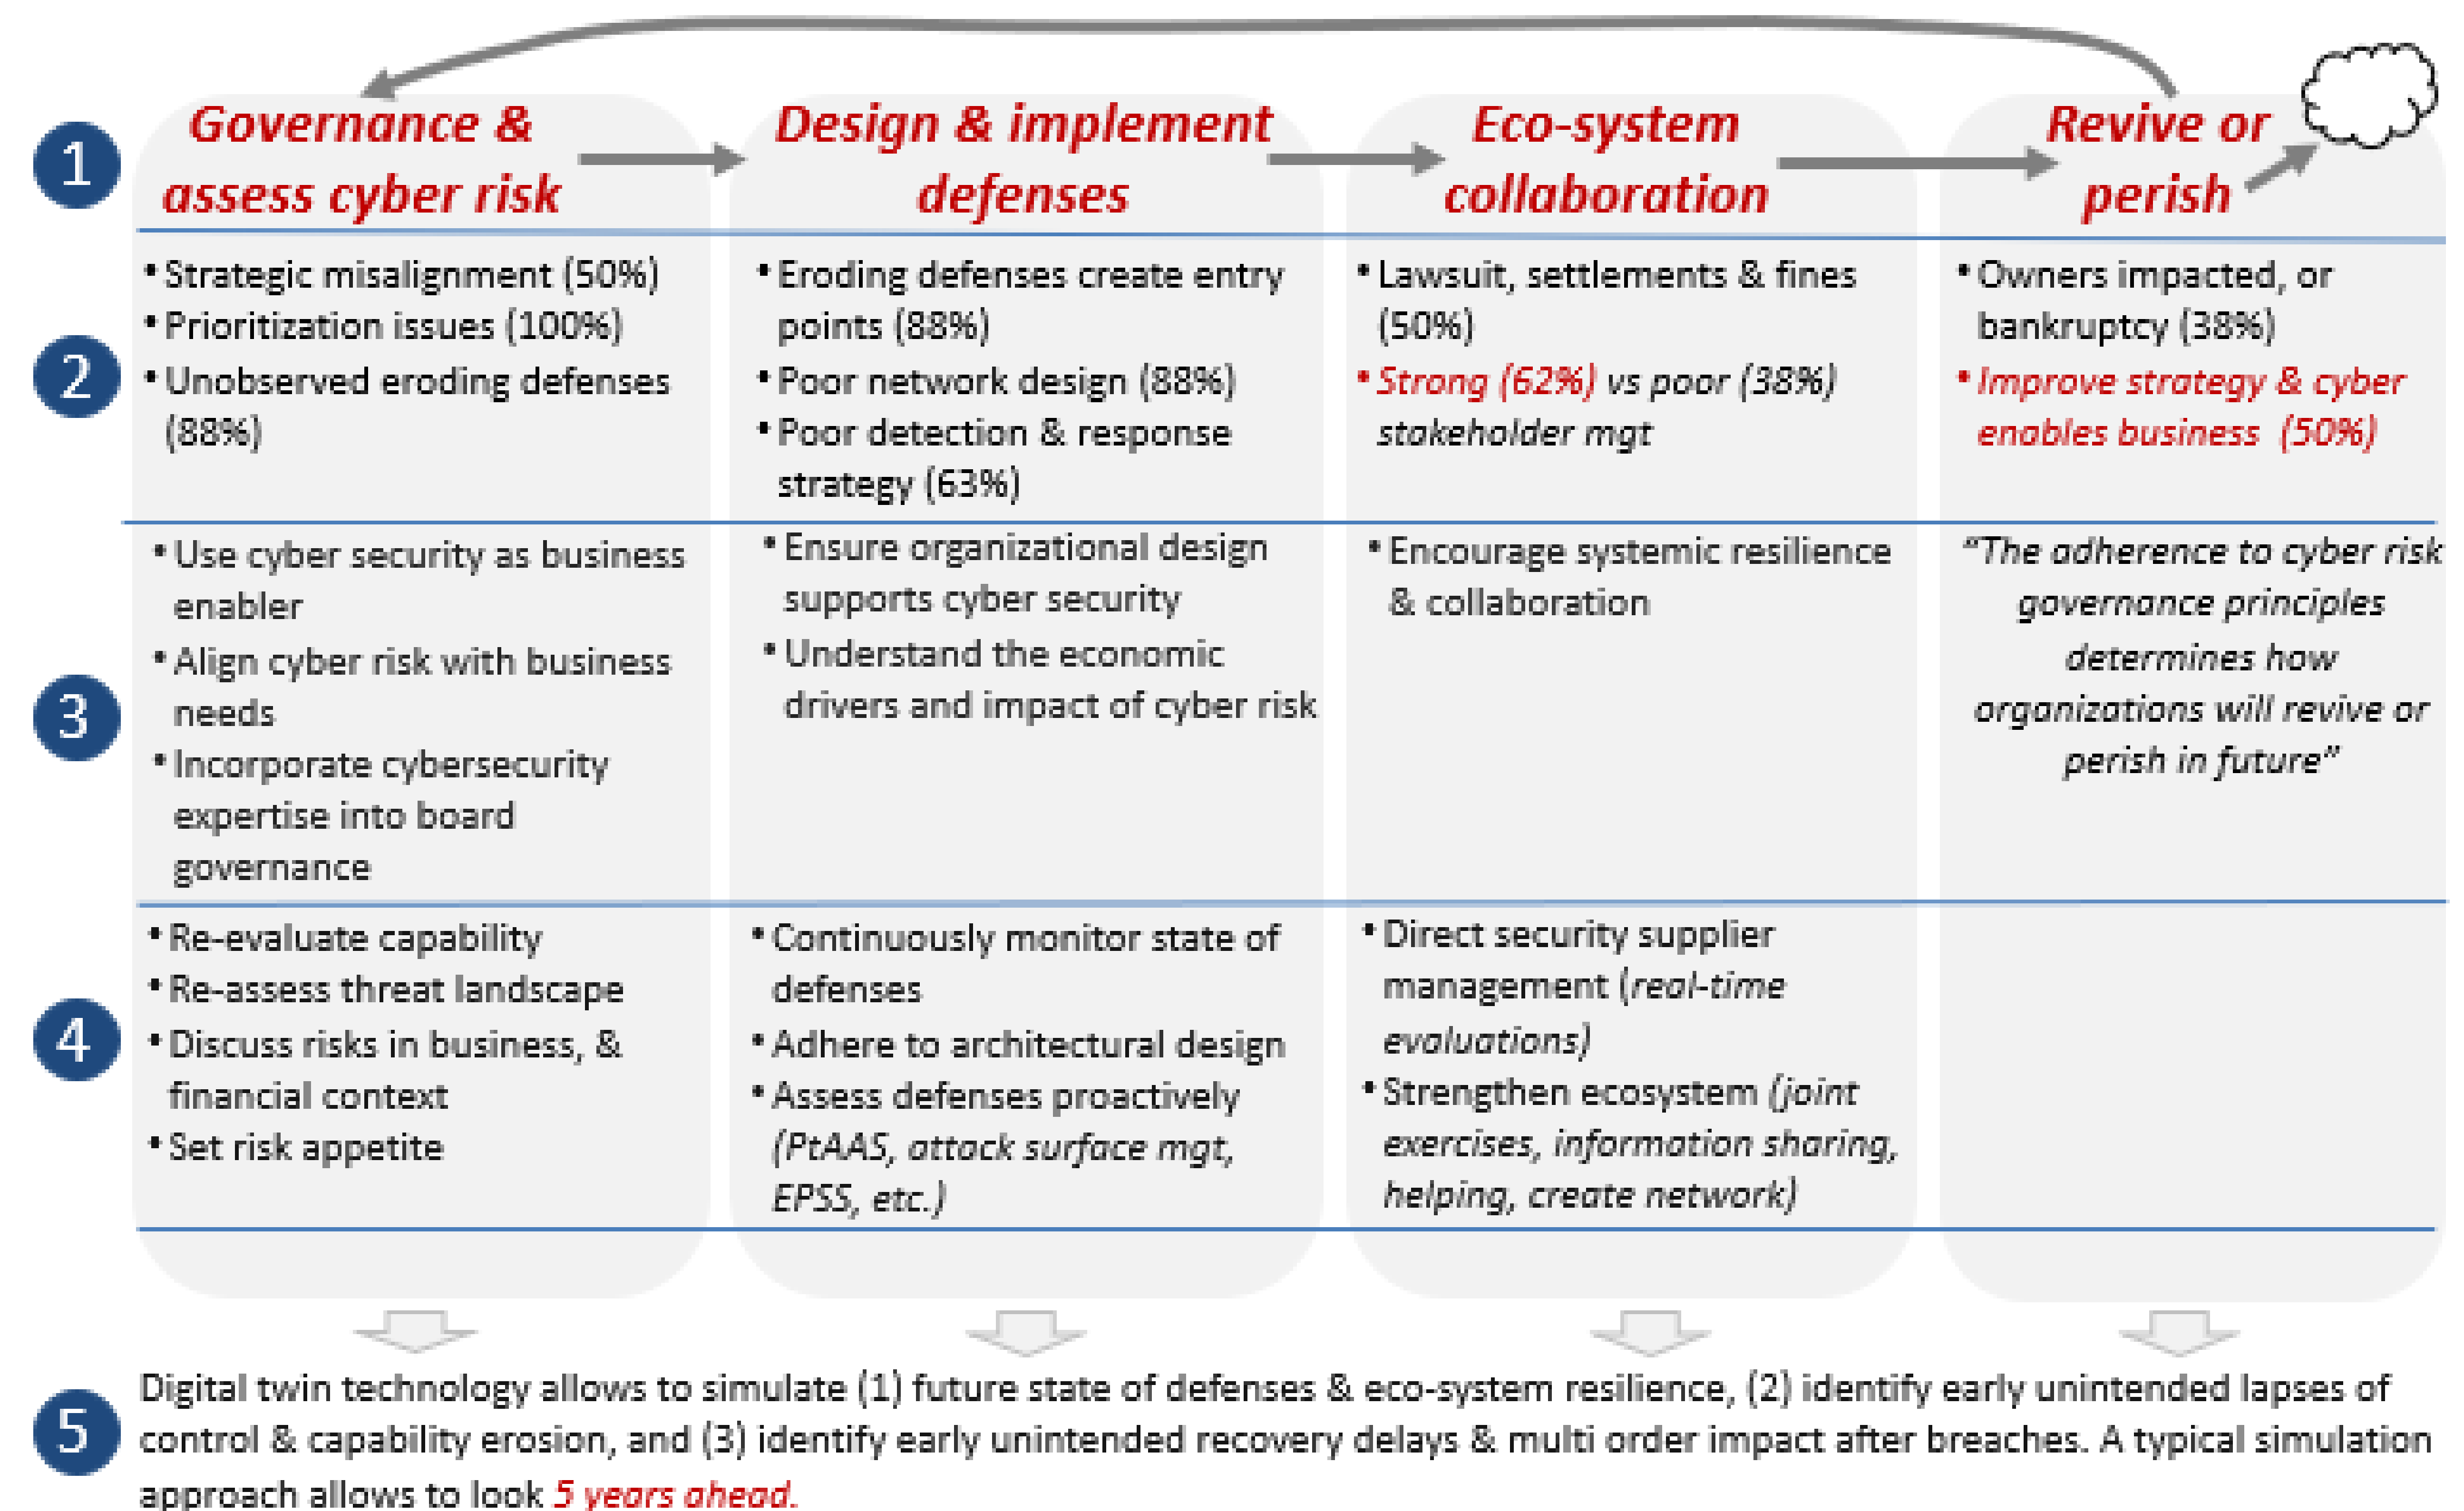 1
Governance &
assess cyber risk
Design & implement
defenses
Eco-system
collaboration
Revive or
perish
2
• Strategic misalignment (50%)
• Prioritization issues (100%)
• Unobserved eroding defenses
(88%)
• Eroding defenses create entry
points (88%)
• Poor network design (88%)
• Poor detection & response
strategy (63%)
• Lawsuit, settlements & fines
(50%)
• Strong (62%) vs poor (38%)
stakeholder mgt
• Owners impacted, or
bankruptcy (38%)
• Improve strategy & cyber
enables business (50%)
3
• Use cyber security as business
enabler
• Align cyber risk with business
needs
• Incorporate cybersecurity
expertise into board
governance
• Ensure organizational design
supports cyber security
• Understand the economic
drivers and impact of cyber risk
• Encourage systemic resilience
& collaboration
“The adherence to cyber risk
governance principles
determines how
organizations will revive or
perish in future”
4
• Re-evaluate capability
• Re-assess threat landscape
• Discuss risks in business, &
financial context
• Set risk appetite
• Continuously monitor state of
defenses
• Adhere to architectural design
• Assess defenses proactively
(PtAAS, attack surface mgt,
EPSS, etc.)
• Direct security supplier
management (real-time
evaluations)
• Strengthen ecosystem (joint
exercises, information sharing,
helping, create network)
5
Digital twin technology allows to simulate (1) future state of defenses & eco-system resilience, (2) identify early unintended lapses of
control & capability erosion, and (3) identify early unintended recovery delays & multi order impact after breaches. A typical simulation
approach allows to look 5 years ahead.